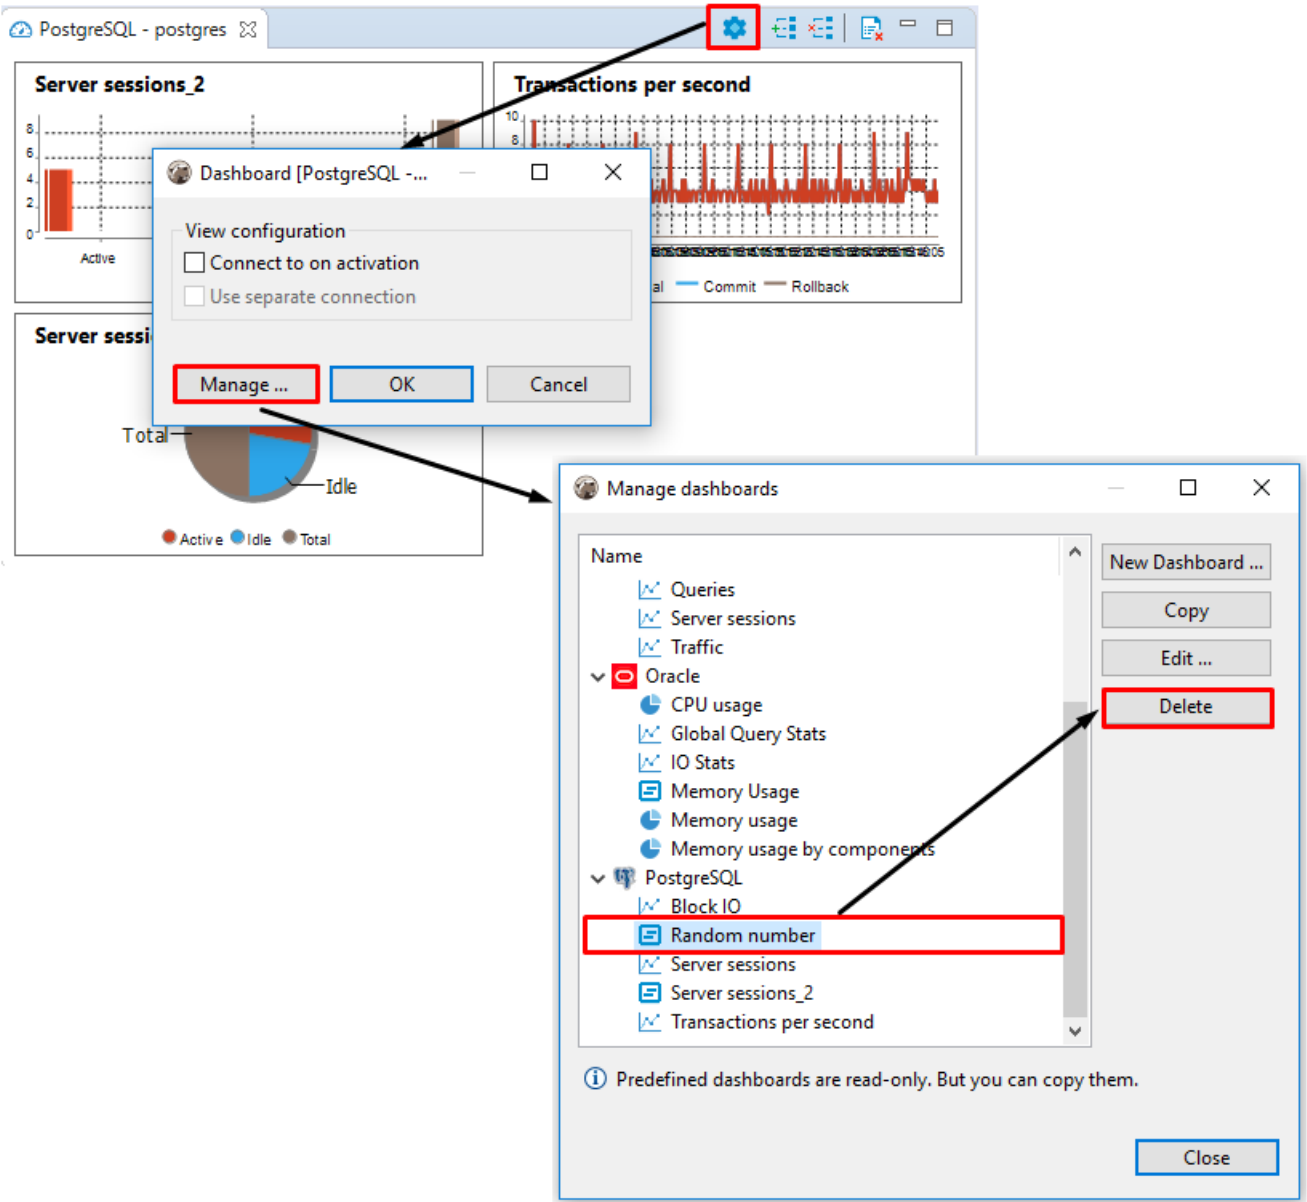 PostgreSQL - postgres
Server sessions_2
8
6
4
2
0
Active
Transactions per second
10
8
Commit
Rollback
Dashboard [PostgreSQL -...
View configuration
Connect to on activation
Use separate connection
Manage ...
OK
Cancel
Server sessi
Total
Idle
Active
Idle
Total
Manage dashboards
Name
Queries
Server sessions
Traffic
Oracle
CPU usage
Global Query Stats
IO Stats
Memory Usage
Memory usage
Memory usage by components
PostgreSQL
Block IO
Random number
Server sessions
Server sessions_2
Transactions per second
New Dashboard ...
Copy
Edit ...
Delete
Predefined dashboards are read-only. But you can copy them.
Close